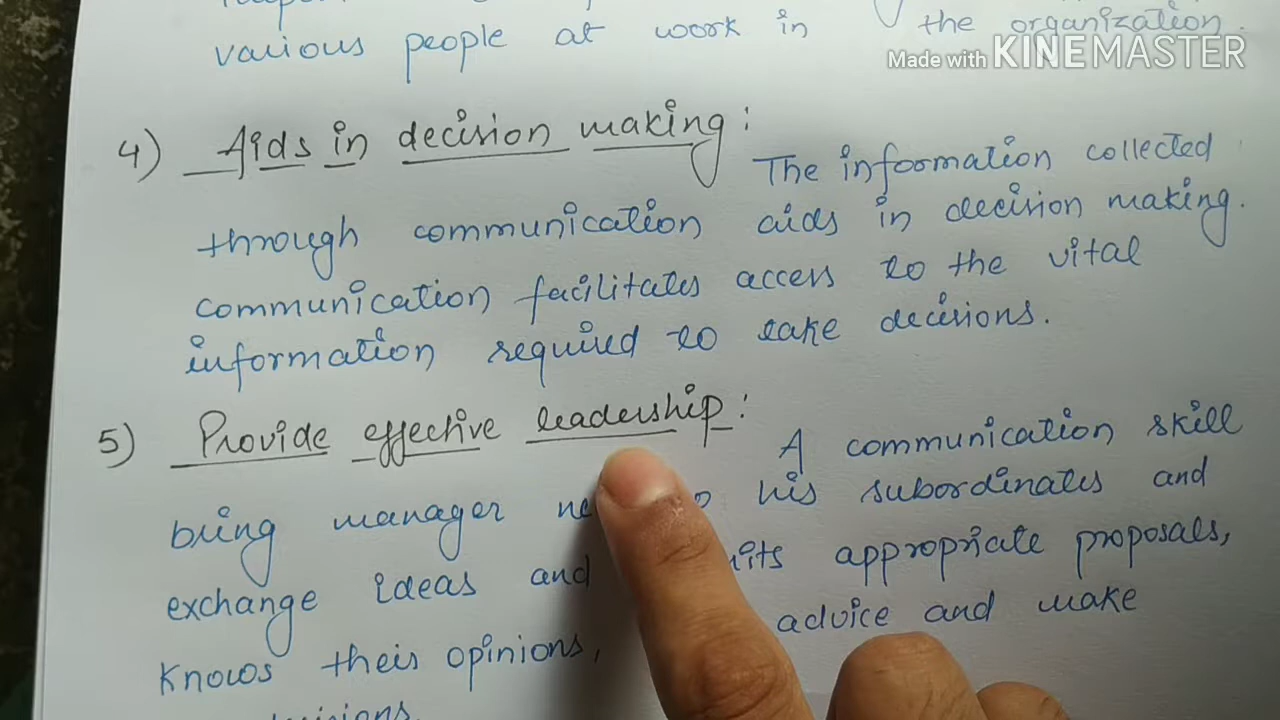 various people at work in the organization.
Made with KINEMASTER
4) Aids in decision making: The information collected
through communication aids in decision making.
communication facilitates access to the vital
information required to take decisions.
5) Provide effective leadership: A communication skill
bring manager to his subordinates and
exchange ideas and appropriate proposals,
knows their opinions, advice and make
decisions.